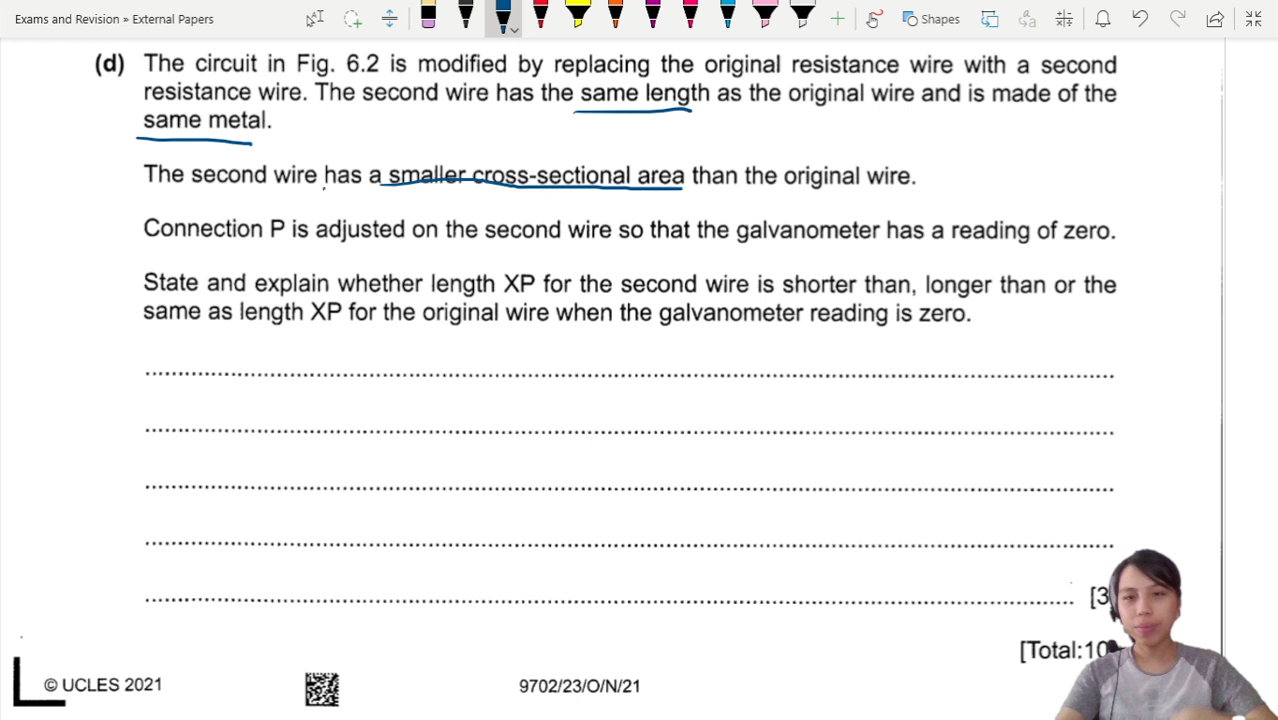 Exams and Revision » External Papers
Shapes
(d) The circuit in Fig. 6.2 is modified by replacing the original resistance wire with a second
resistance wire. The second wire has the same length as the original wire and is made of the
same metal.
The second wire has a smaller cross-sectional area than the original wire.
Connection P is adjusted on the second wire so that the galvanometer has a reading of zero.
State and explain whether length XP for the second wire is shorter than, longer than or the
same as length XP for the original wire when the galvanometer reading is zero.
[3
[Total:10
© UCLES 2021
9702/23/O/N/21